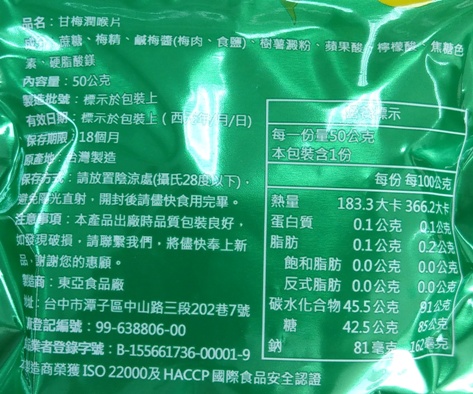 品名：甘梅潤喉片
成分：蔗糖、梅精、鹹梅醬(梅肉、食鹽)、樹薯澱粉、蘋果酸、檸檬酸、焦糖色
素、硬脂酸鎂
內容量：50公克
製造批號：標示於包裝上
有效日期：標示於包裝上（西元年/月/日)
保存期限：18個月
原產地：台灣製造
保存方式：請放置陰涼處(攝氏28度以下)，
避免陽光直射，開封後請儘快食用完畢。
注意事項：本產品出廠時品質包裝良好，
如發現破損，請聯繫我們，將儘快奉上新
品，謝謝您的惠顧。
製造商：東亞食品廠
地址：台中市潭子區中山路三段202巷7號
登記編號：99-638806-00
業者登錄字號：B-155661736-00001-9
製造商榮獲ISO 22000及HACCP國際食品安全認證
標示
每一份量50公克
本包裝含1份
每份 每100公克
熱量 183.3大卡 366.2大卡
蛋白質 0.1公克 0.1公克
脂肪 0.1公克 0.2公克
飽和脂肪 0.0公克 0.0公克
反式脂肪 0.0公克 0.0公克
碳水化合物 45.5公克 91公克
糖 42.5公克 85公克
鈉 81毫克 162毫克